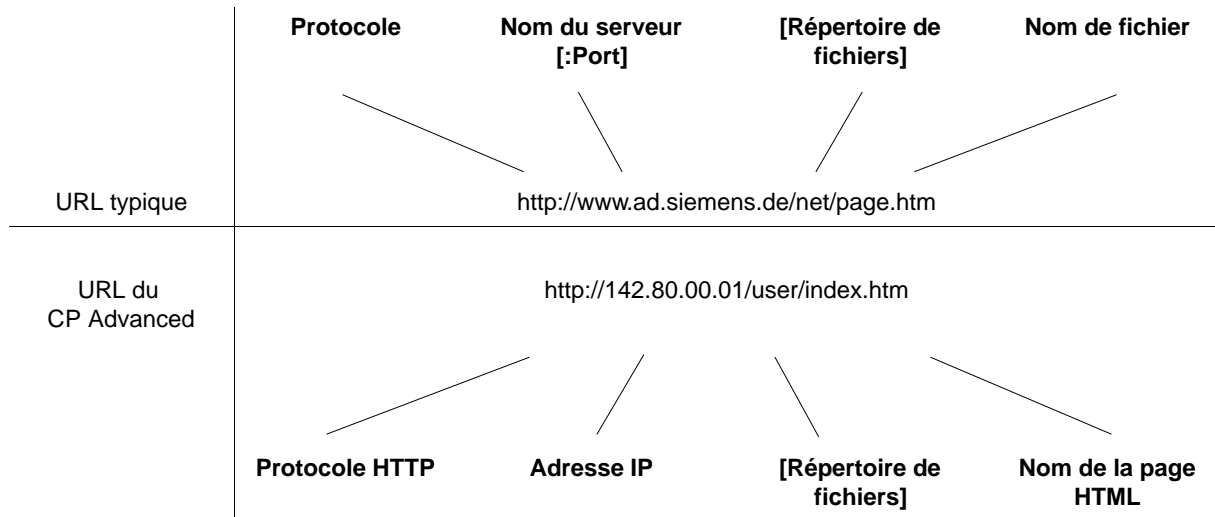 Protocole
Nom du serveur
[:Port]
[Répertoire de
fichiers]
Nom de fichier
URL typique
http://www.ad.siemens.de/net/page.htm
URL du
CP Advanced
http://142.80.00.01/user/index.htm
Protocole HTTP
Adresse IP
[Répertoire de
fichiers]
Nom de la page
HTML